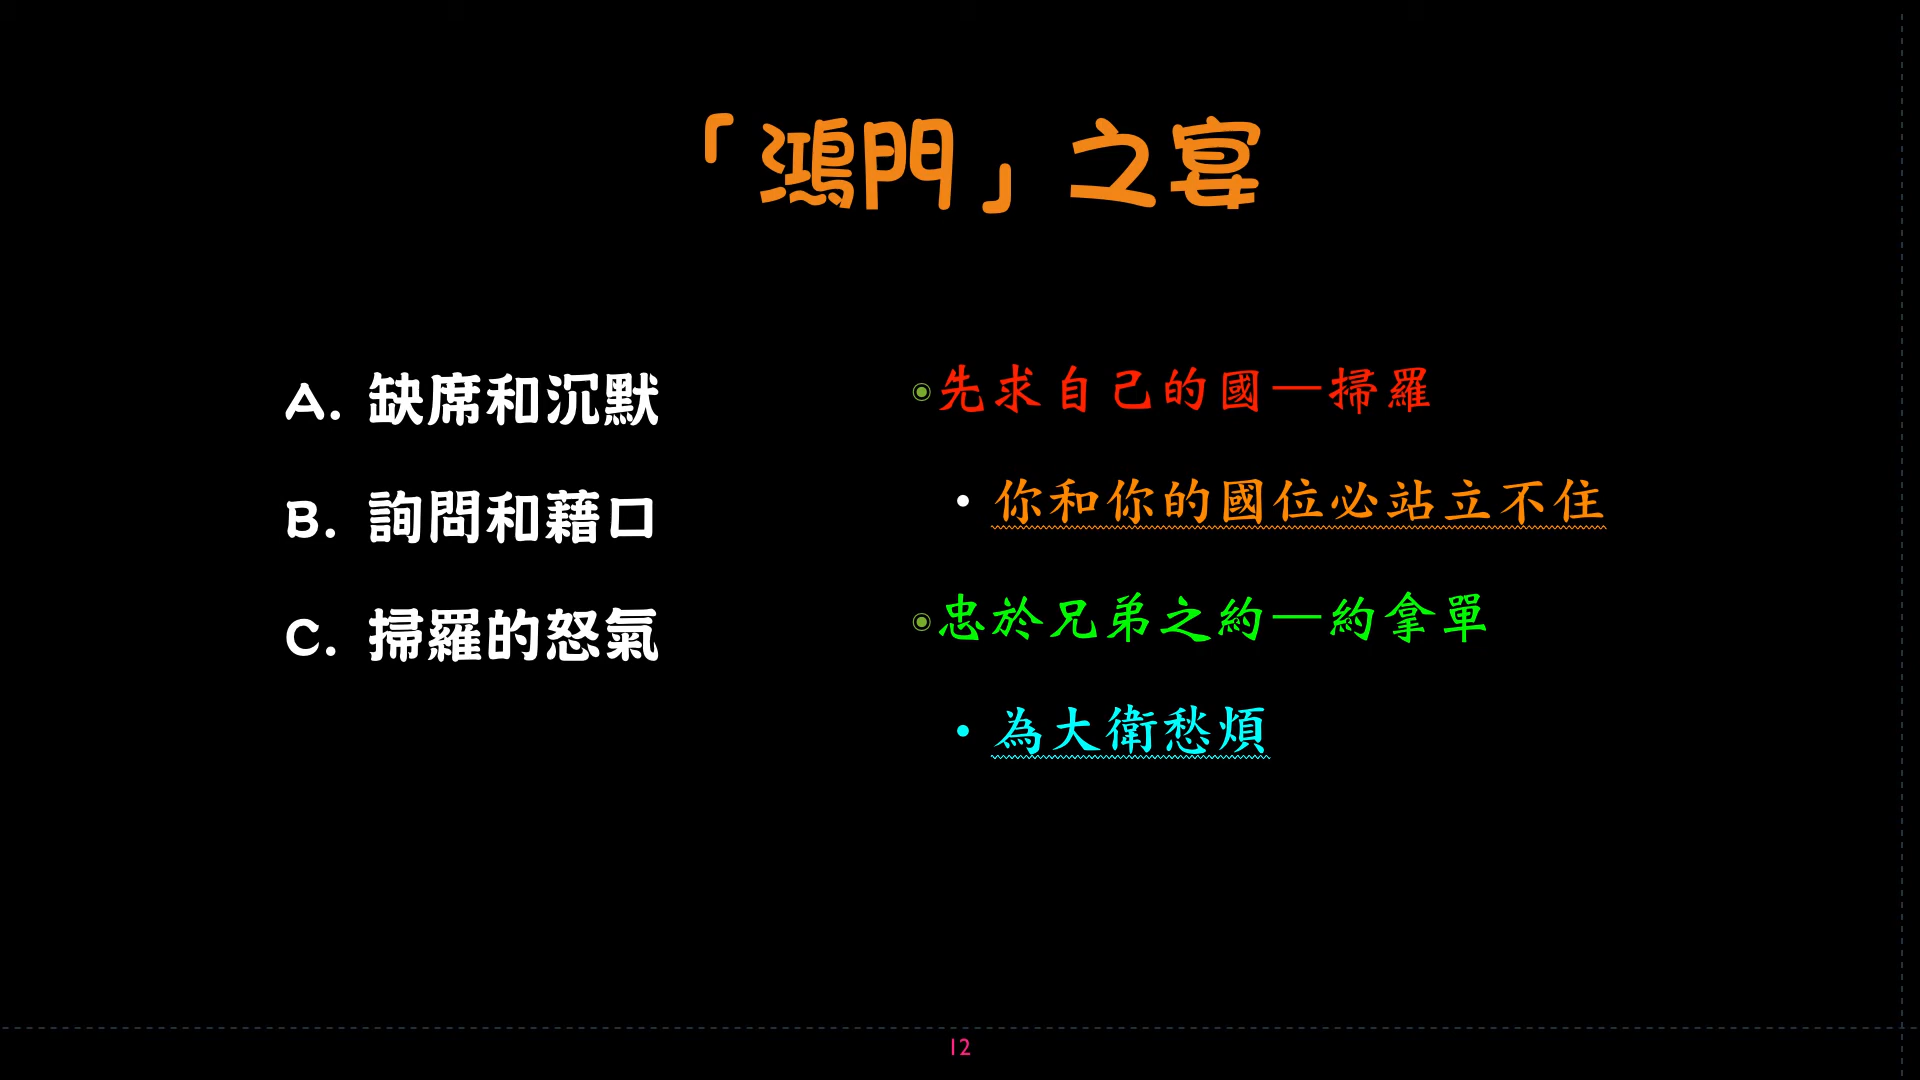 「鴻門」之宴
A. 缺席和沉默
B. 詢問和藉口
C. 掃羅的怒氣
先求自己的國—掃羅
你和你的國位必站立不住
忠於兄弟之約—約拿單
為大衛愁煩
12